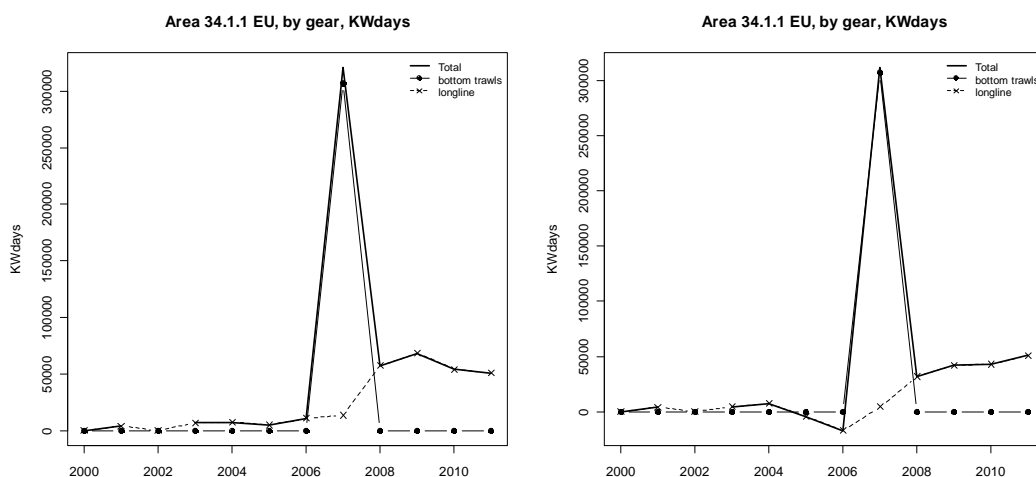 Area 34.1.1 EU, by gear, KWdays
KWdays
300000
250000
200000
150000
100000
50000
0
Total
bottom trawls
longline
2000 2002 2004 2006 2008 2010
Area 34.1.1 EU, by gear, KWdays
KWdays
300000
250000
200000
150000
100000
50000
0
Total
bottom trawls
longline
2000 2002 2004 2006 2008 2010